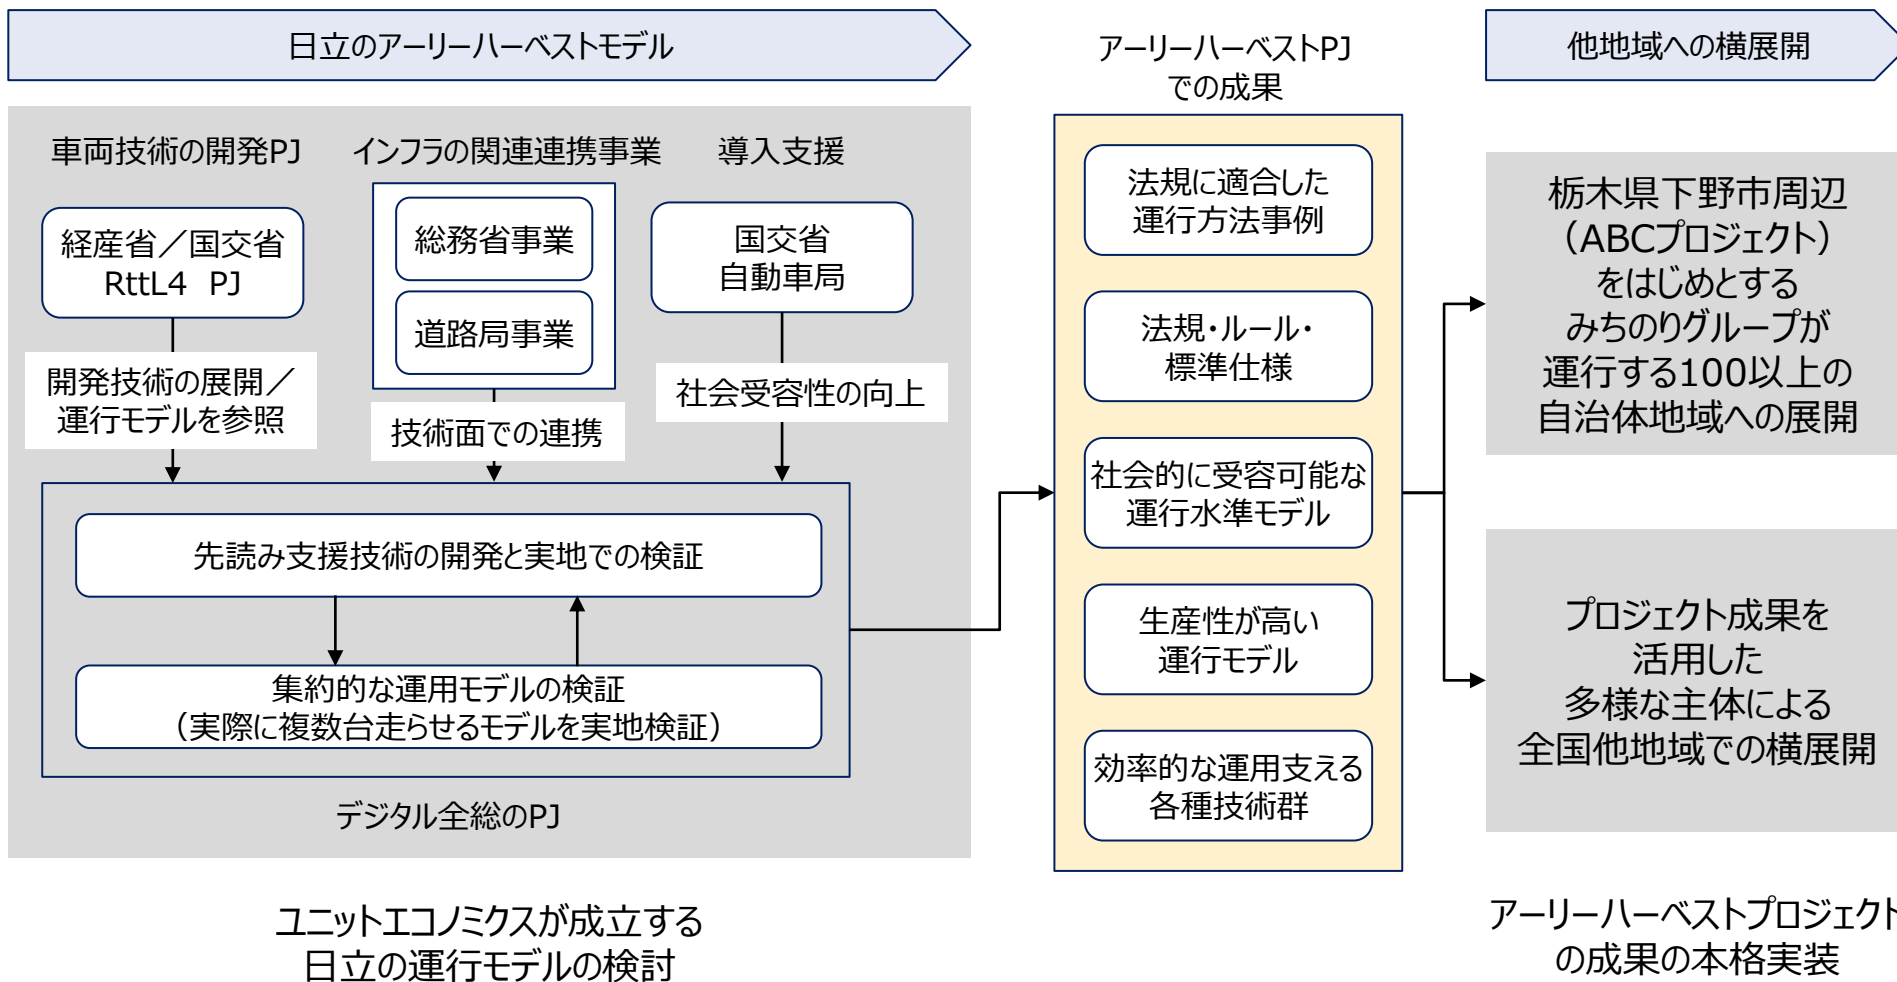 日立のアーリーハーベストモデル
車両技術の開発PJ
インフラの関連連携事業
導入支援
経産省／国交省
RttL4 PJ
総務省事業
道路局事業
国交省
自動車局
開発技術の展開／
運行モデルを参照
技術面での連携
社会受容性の向上
先読み支援技術の開発と実地での検証
集約的な運用モデルの検証
（実際に複数台走らせるモデルを実地検証）
デジタル全総のPJ
ユニットエコノミクスが成立する
日立の運行モデルの検討
アーリーハーベストPJ
での成果
法規に適合した
運行方法事例
法規・ルール・
標準仕様
社会的に受容可能な
運行水準モデル
生産性が高い
運行モデル
効率的な運用支える
各種技術群
他地域への横展開
栃木県下野市周辺
（ABCプロジェクト）
をはじめとする
みちのりグループが
運行する100以上の
自治体地域への展開
プロジェクト成果を
活用した
多様な主体による
全国他地域での横展開
アーリーハーベストプロジェクト
の成果の本格実装